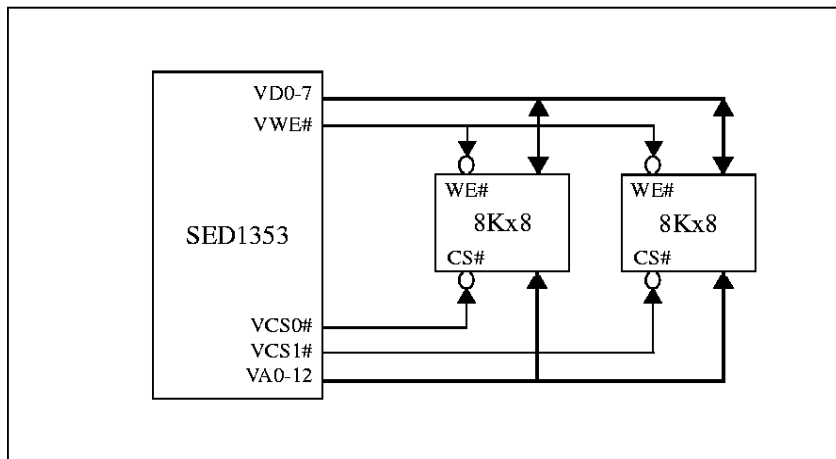 VD0-7
VWE#
SED1353
VCS0#
VCS1#
VA0-12
WE#
8Kx8
CS#
WE#
8Kx8
CS#